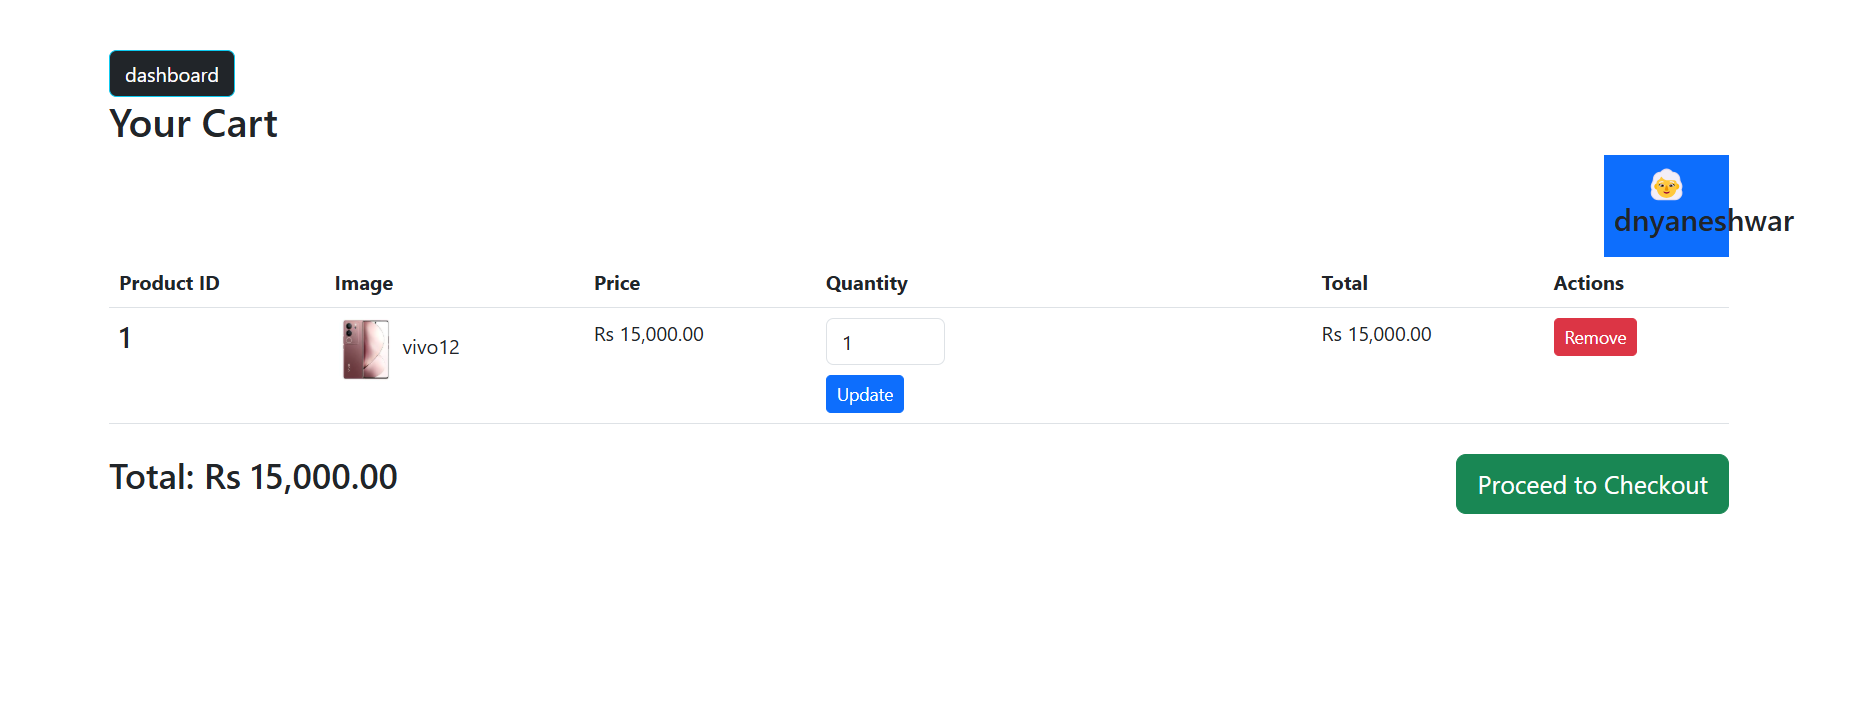 dashboard
Your Cart
dnyaneshwar
Product ID Image Price Quantity Total Actions
1 vivo12 Rs 15,000.00 1 Rs 15,000.00 Remove
Update
Total: Rs 15,000.00 Proceed to Checkout